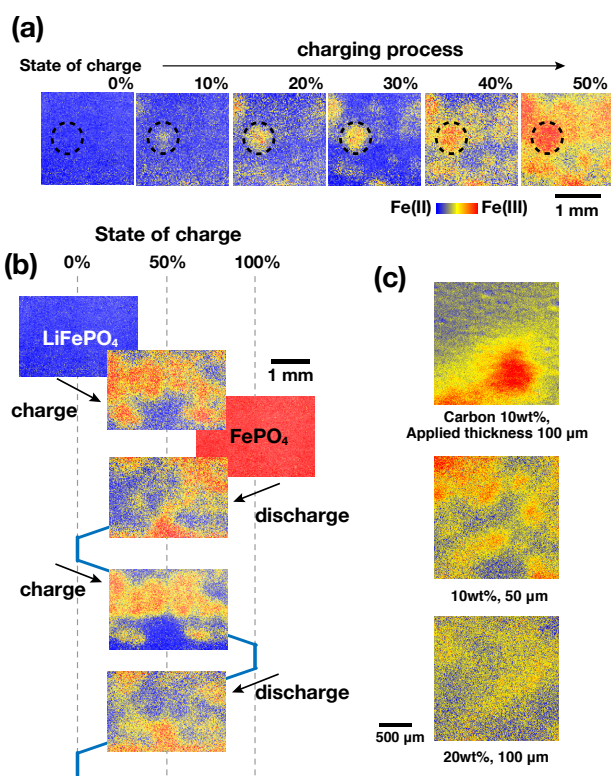 (a)
charging process
State of charge
0%
10%
20%
30%
40%
50%
Fe(II)
Fe(III)
1 mm
State of charge
(b)
0%
50%
100%
(c)
LiFePO4
1 mm
charge
Carbon 10wt%,
Applied thickness 100 µm
FePO4
discharge
charge
10wt%, 50 µm
discharge
500 µm
20wt%, 100 µm